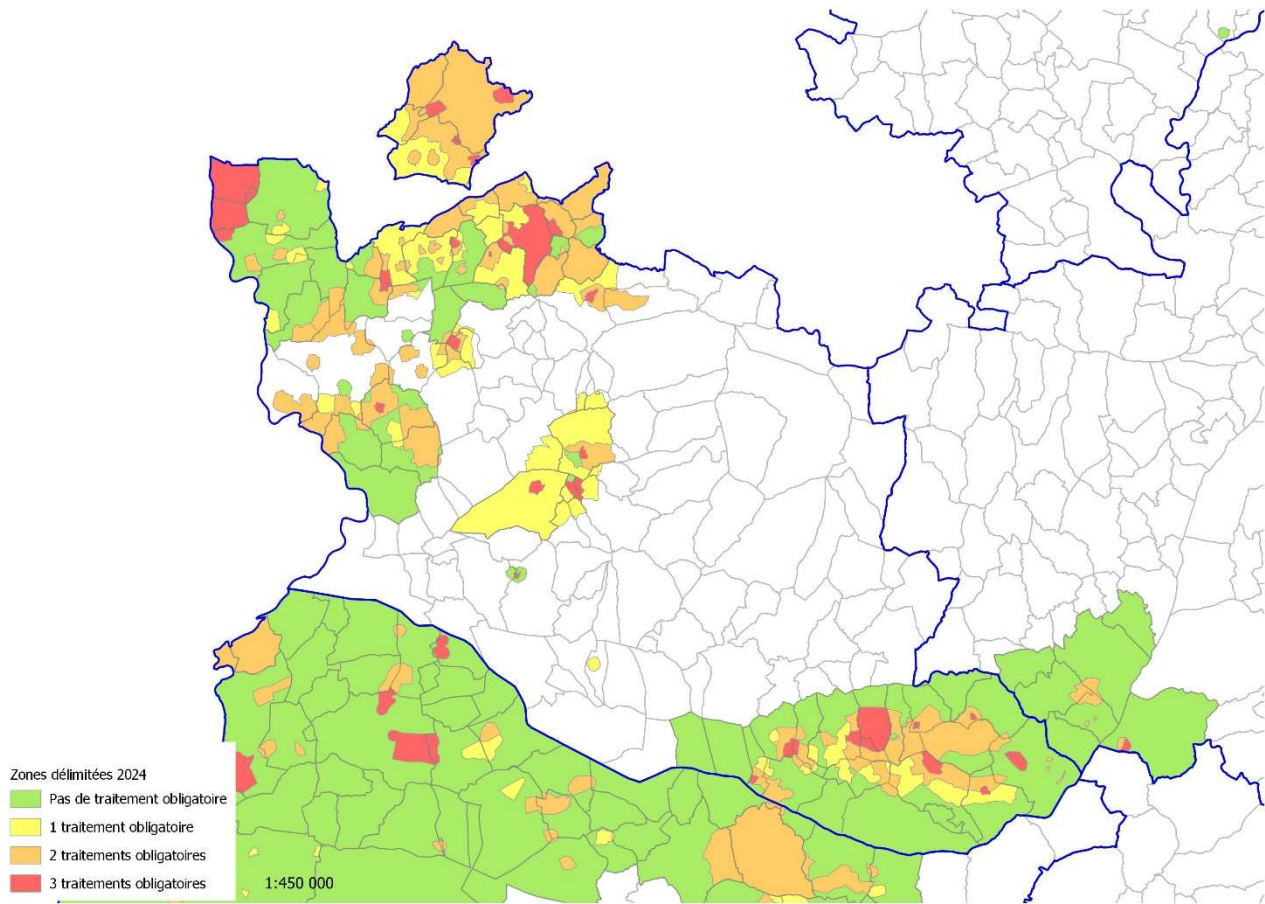 Zones délimitées 2024
Pas de traitement obligatoire
1 traitement obligatoire
2 traitements obligatoires
3 traitements obligatoires
1:450 000